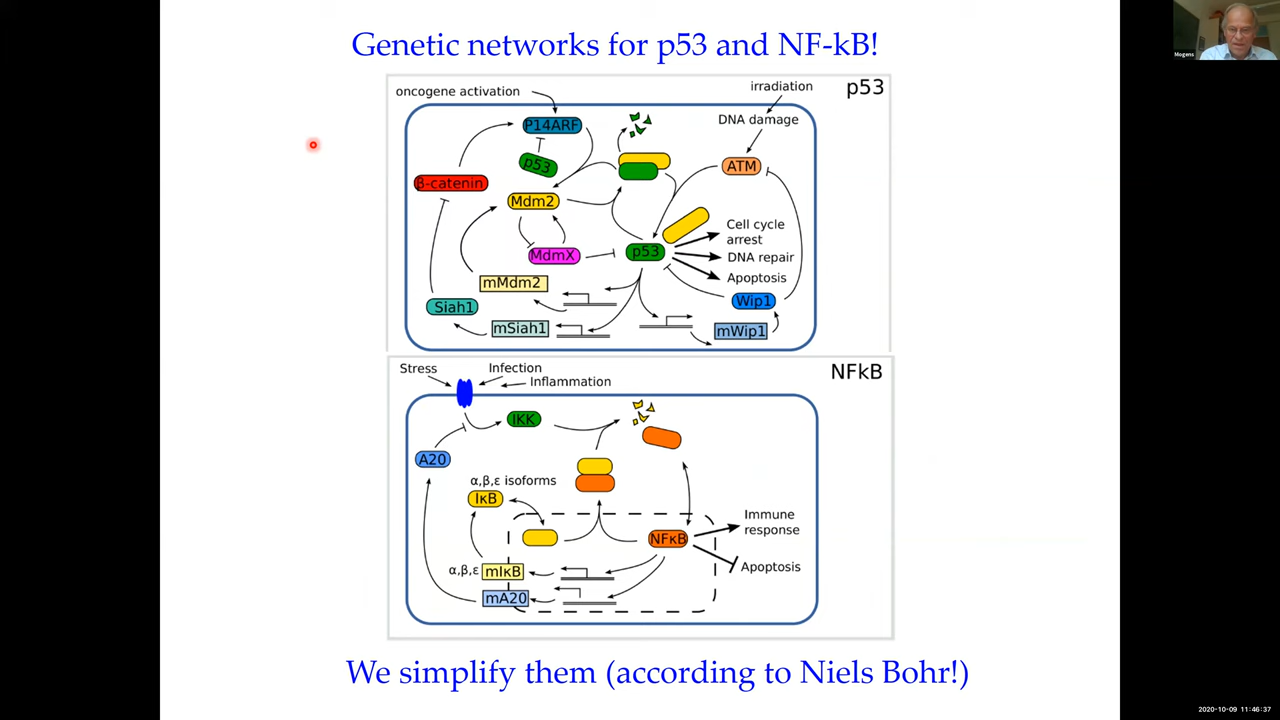 Genetic networks for p53 and NF-kB!
Mogens
p53
oncogene activation
irradiation
DNA damage
P14ARF
p53
ATM
β-catenin
Mdm2
MdmX
p53
Cell cycle
arrest
DNA repair
Apoptosis
mMdm2
Siah1
mSiah1
Wip1
mWip1
NFkB
Stress
Infection
Inflammation
IKK
A20
α,β,ε isoforms
IκB
NFκB
Immune
response
Apoptosis
α,β,ε
mIκB
mA20
We simplify them (according to Niels Bohr!)
2020-10-09 11:46:37